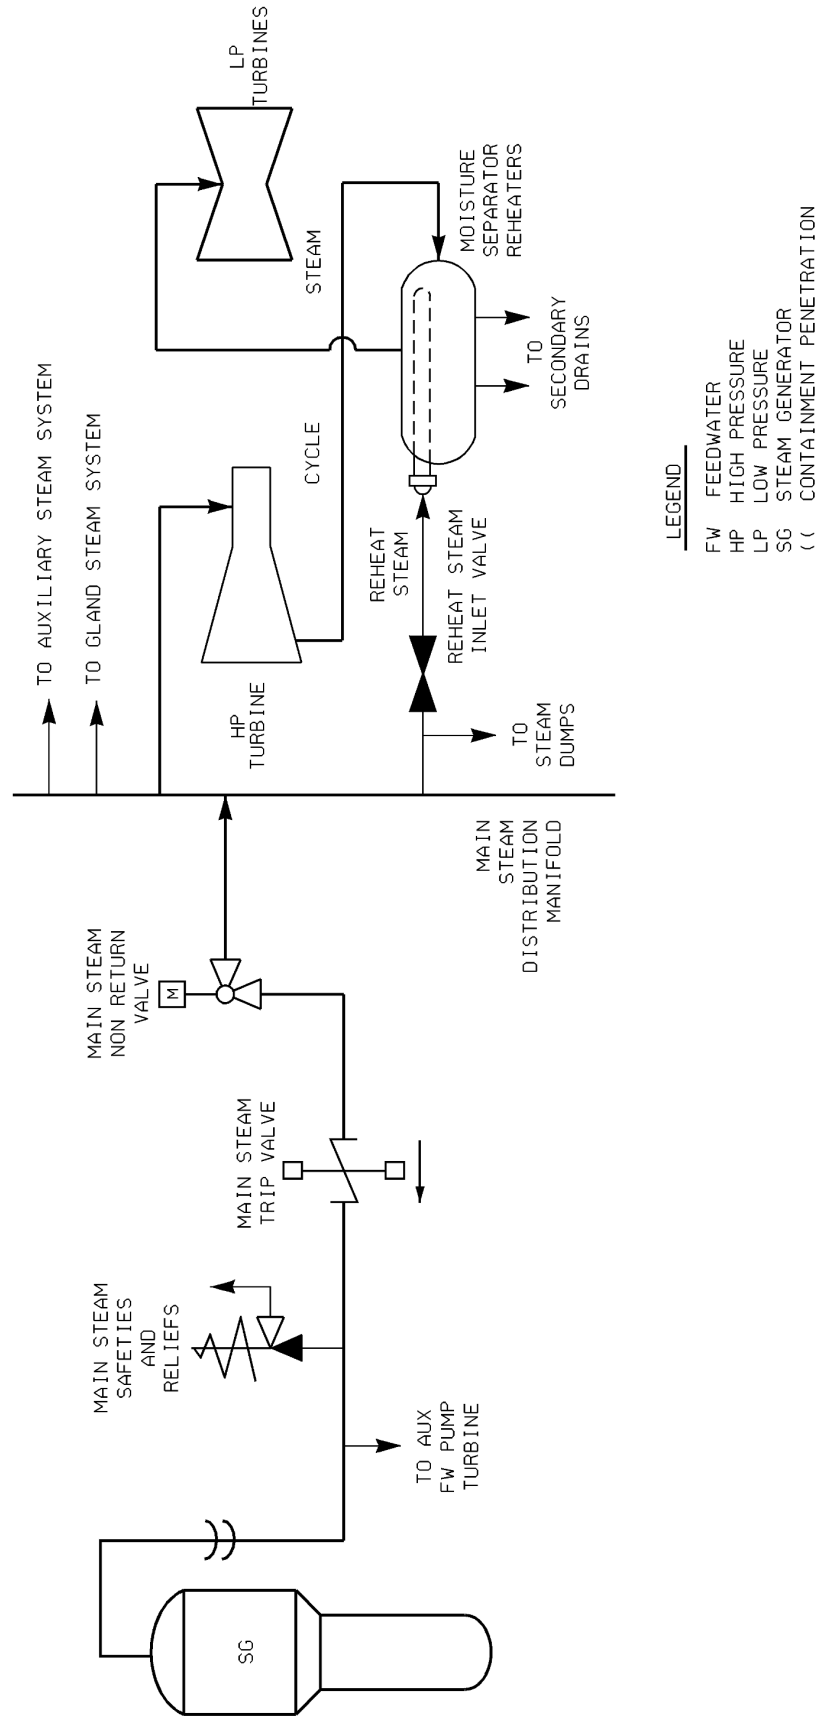 TO AUXILIARY STEAM SYSTEM
TO GLAND STEAM SYSTEM
LP
TURBINES
STEAM
CYCLE
HP
TURBINE
MOISTURE
SEPARATOR
REHEATERS
TO
SECONDARY
DRAINS
REHEAT
STEAM
REHEAT STEAM
INLET VALVE
TO
STEAM
DUMPS
MAIN
STEAM
DISTRIBUTION
MANIFOLD
MAIN STEAM
NON RETURN
VALVE
M
MAIN STEAM
TRIP VALVE
MAIN STEAM
SAFETIES
AND
RELIEFS
TO AUX
FW PUMP
TURBINE
SG
LEGEND
FW FEEDWATER
HP HIGH PRESSURE
LP LOW PRESSURE
SG STEAM GENERATOR
(( CONTAINMENT PENETRATION